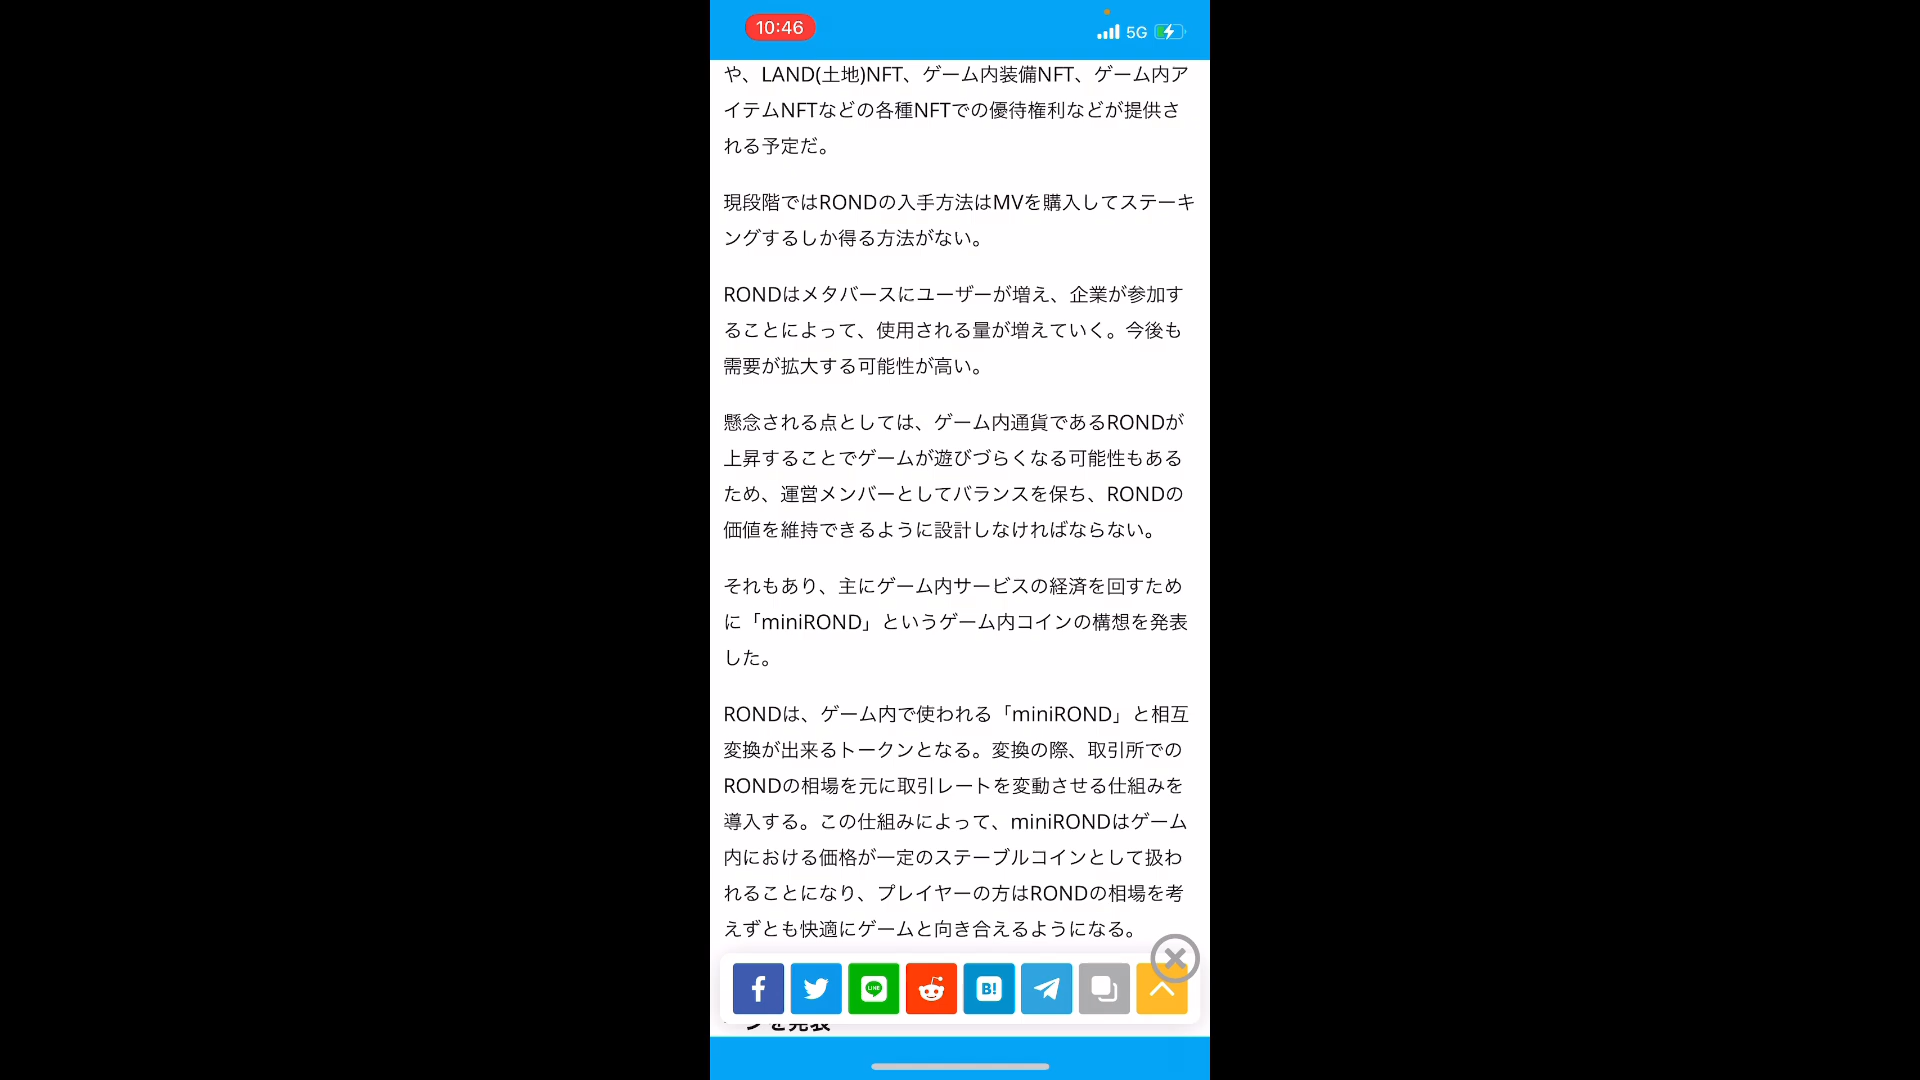 10:46
5G
や、LAND(土地)NFT、ゲーム内装備NFT、ゲーム内ア
イテムNFTなどの各種NFTでの優待権利などが提供さ
れる予定だ。
現段階ではRONDの入手方法はMVを購入してステーキ
ングするしか得る方法がない。
RONDはメタバースにユーザーが増え、企業が参加す
ることによって、使用される量が増えていく。今後も
需要が拡大する可能性が高い。
懸念される点としては、ゲーム内通貨であるRONDが
上昇することでゲームが遊びづらくなる可能性もある
ため、運営メンバーとしてバランスを保ち、RONDの
価値を維持できるように設計しなければならない。
それもあり、主にゲーム内サービスの経済を回すため
に「miniROND」というゲーム内コインの構想を発表
した。
RONDは、ゲーム内で使われる「miniROND」と相互
変換が出来るトークンとなる。変換の際、取引所での
RONDの相場を元に取引レートを変動させる仕組みを
導入する。この仕組みによって、miniRONDはゲーム
内における価格が一定のステーブルコインとして扱わ
れることになり、プレイヤーの方はRONDの相場を考
えずとも快適にゲームと向き合えるようになる。
LINE
B!
ンを発表